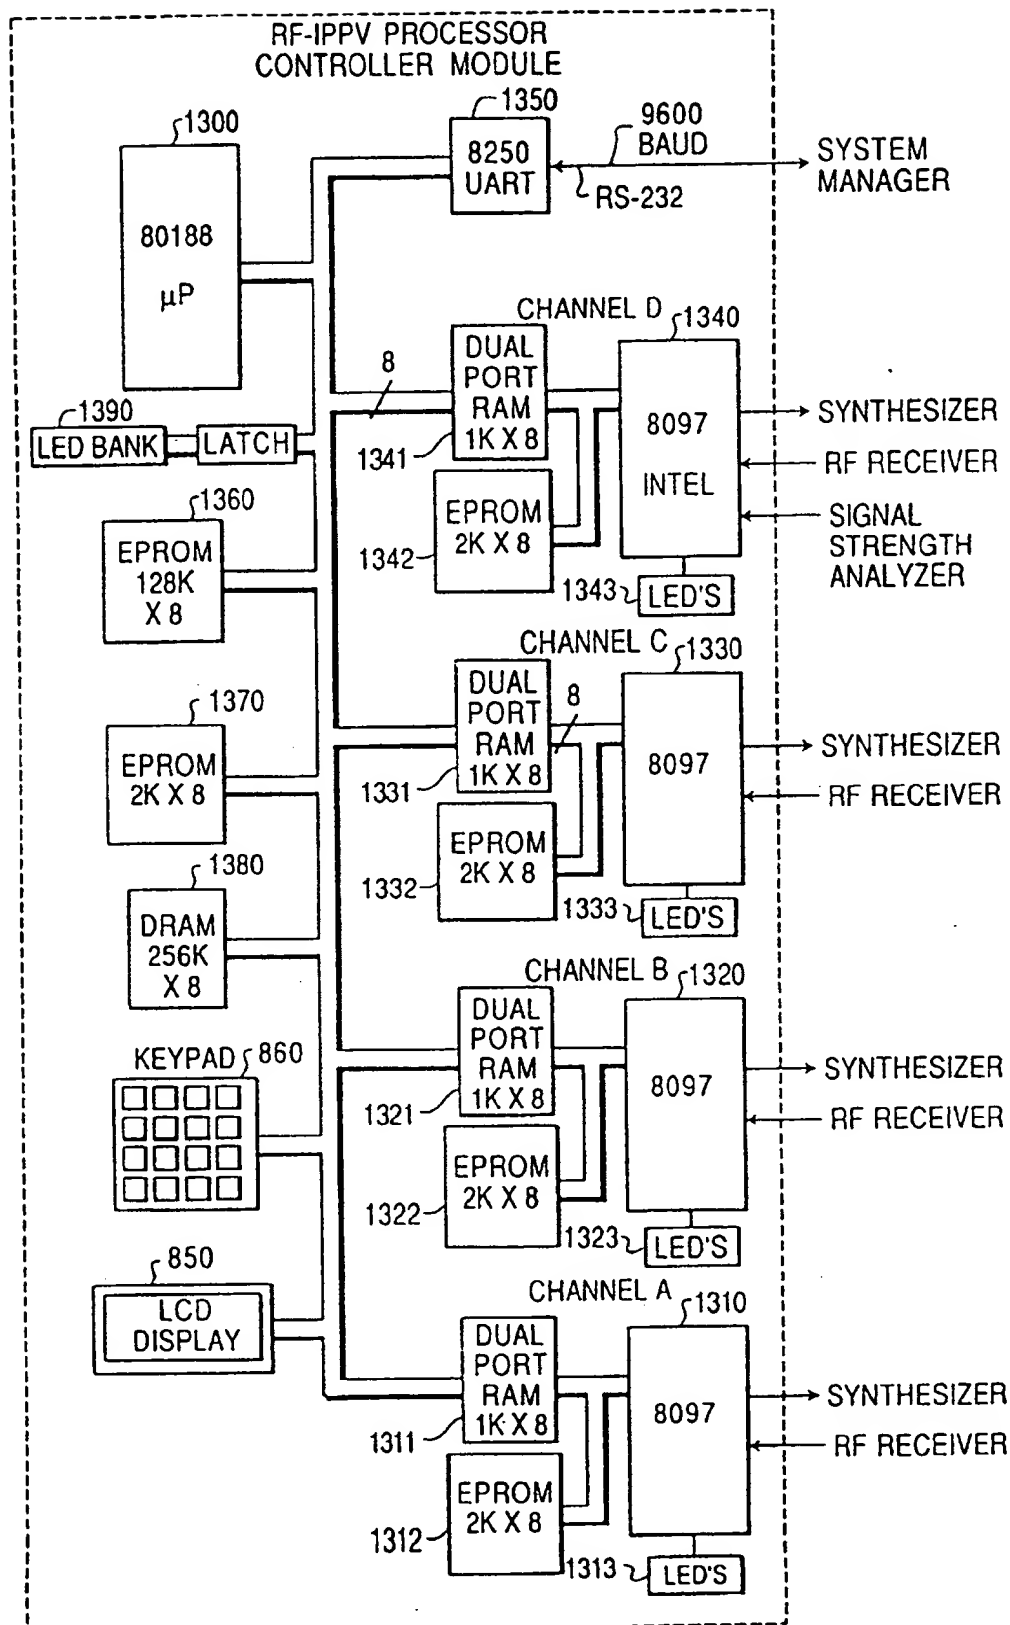 RF-IPPV PROCESSOR
CONTROLLER MODULE
1300
80188
µP
1350
8250
UART
9600
BAUD
RS-232
SYSTEM
MANAGER
1390
LED BANK
LATCH
1360
EPROM
128K
X 8
1370
EPROM
2K X 8
1380
DRAM
256K
X 8
KEYPAD
860
850
LCD
DISPLAY
CHANNEL D
8
DUAL
PORT
RAM
1K X 8
1341
EPROM
2K X 8
1342
1340
8097
INTEL
1343
LED'S
SYNTHESIZER
RF RECEIVER
SIGNAL
STRENGTH
ANALYZER
CHANNEL C
DUAL
PORT
RAM
1K X 8
8
1331
EPROM
2K X 8
1332
1330
8097
1333
LED'S
SYNTHESIZER
RF RECEIVER
CHANNEL B
DUAL
PORT
RAM
1K X 8
1321
EPROM
2K X 8
1322
1320
8097
1323
LED'S
SYNTHESIZER
RF RECEIVER
CHANNEL A
DUAL
PORT
RAM
1K X 8
1311
EPROM
2K X 8
1312
1310
8097
1313
LED'S
SYNTHESIZER
RF RECEIVER